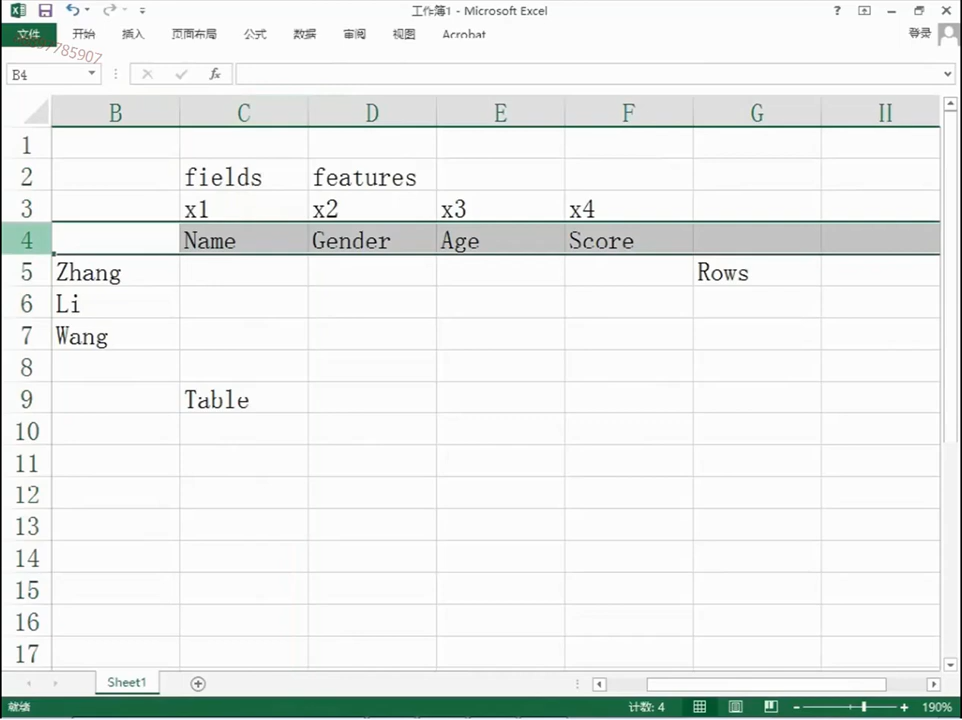 工作簿1 - Microsoft Excel
文件 开始 插入 页面布局 公式 数据 审阅 视图 Acrobat 登录
B4 fx
B C D E F G H
1
2 fields features
3 x1 x2 x3 x4
4 Name Gender Age Score
5 Zhang Rows
6 Li
7 Wang
8
9 Table
10
11
12
13
14
15
16
17
Sheet1
就绪 计数: 4 190%